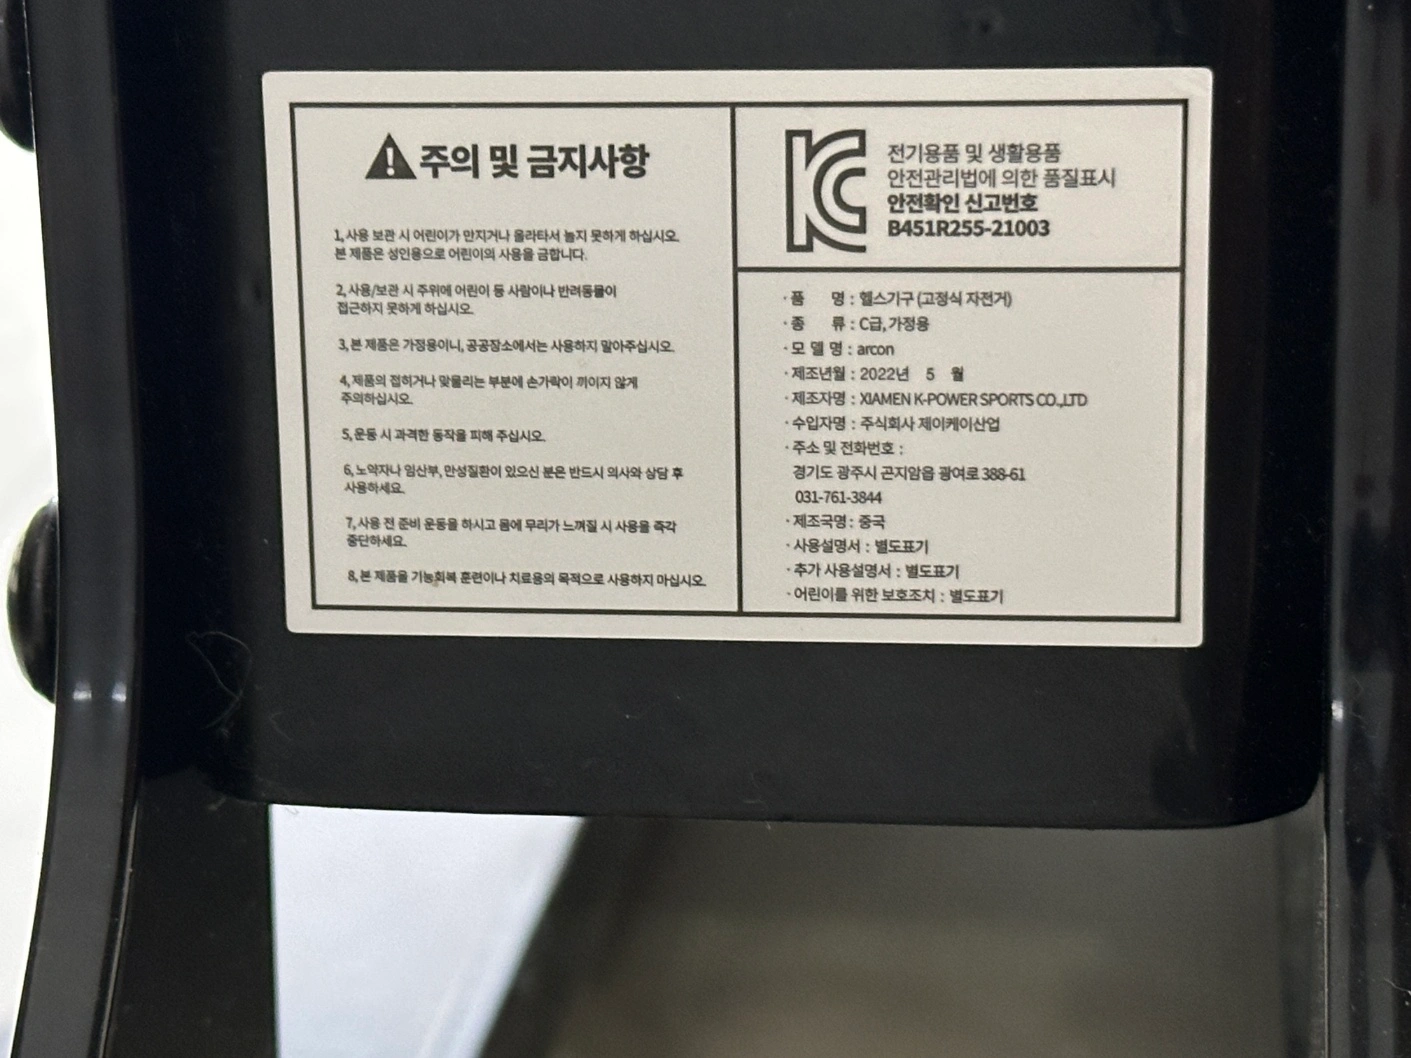 주의 및 금지사항
1, 사용 보관 시 어린이가 만지거나 올라타서 놀지 못하게 하십시오.
본 제품은 성인용으로 어린이의 사용을 금합니다.
2, 사용/보관 시 주위에 어린이 등 사람이나 반려동물이
접근하지 못하게 하십시오.
3, 본 제품은 가정용이니, 공공장소에서는 사용하지 말아주십시오.
4, 제품의 접히거나 맞물리는 부분에 손가락이 끼이지 않게
주의하십시오.
5, 운동 시 과격한 동작을 피해 주십시오.
6, 노약자나 임산부, 만성질환이 있으신 분은 반드시 의사와 상담 후
사용하세요.
7, 사용 전 준비 운동을 하시고 몸에 무리가 느껴질 시 사용을 즉각
중단하세요.
8, 본 제품을 기능회복 훈련이나 치료용의 목적으로 사용하지 마십시오.
KC
전기용품 및 생활용품
안전관리법에 의한 품질표시
안전확인 신고번호
B451R255-21003
· 품 명 : 헬스기구 (고정식 자전거)
· 종 류 : C급, 가정용
· 모 델 명 : arcon
· 제조년월 : 2022년 5 월
· 제조자명 : XIAMEN K-POWER SPORTS CO.,LTD
· 수입자명 : 주식회사 제이케이산업
· 주소 및 전화번호 :
경기도 광주시 곤지암읍 광여로 388-61
031-761-3844
· 제조국명 : 중국
· 사용설명서 : 별도표기
· 추가 사용설명서 : 별도표기
· 어린이를 위한 보호조치 : 별도표기